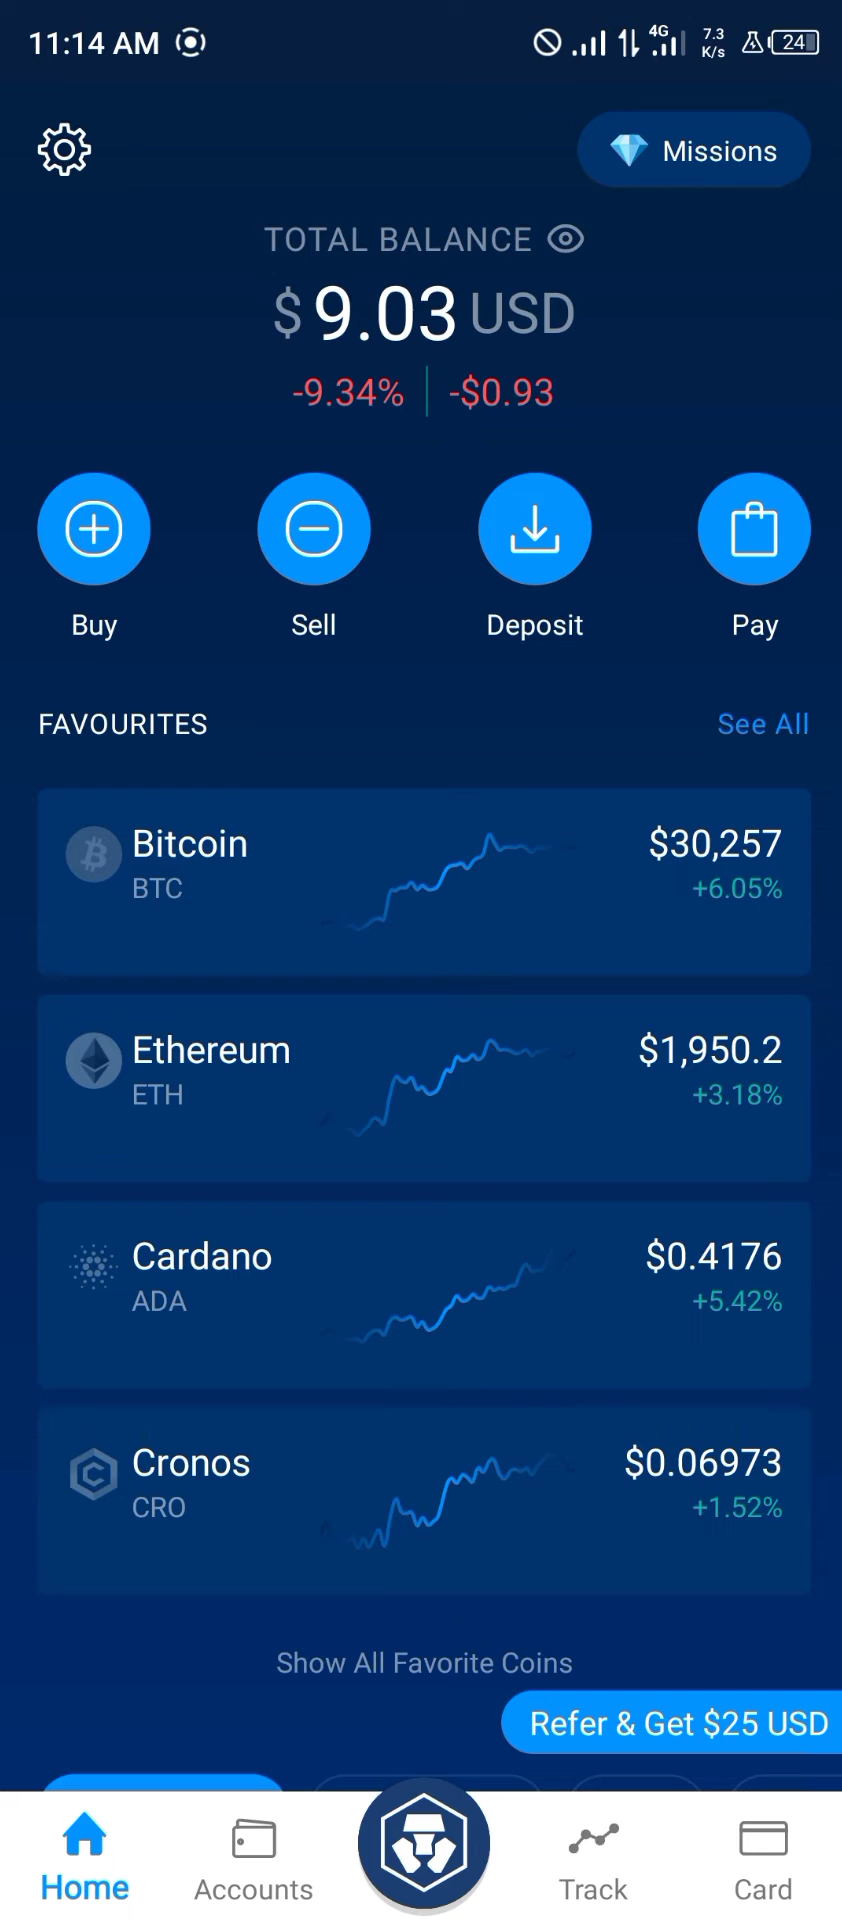 11:14 AM 4G 7.3 K/s 24
Missions
TOTAL BALANCE
$ 9.03 USD
-9.34% -$0.93
Buy Sell Deposit Pay
FAVOURITES See All
Bitcoin $30,257
BTC +6.05%
Ethereum $1,950.2
ETH +3.18%
Cardano $0.4176
ADA +5.42%
Cronos $0.06973
CRO +1.52%
Show All Favorite Coins
Refer & Get $25 USD
Home Accounts Track Card